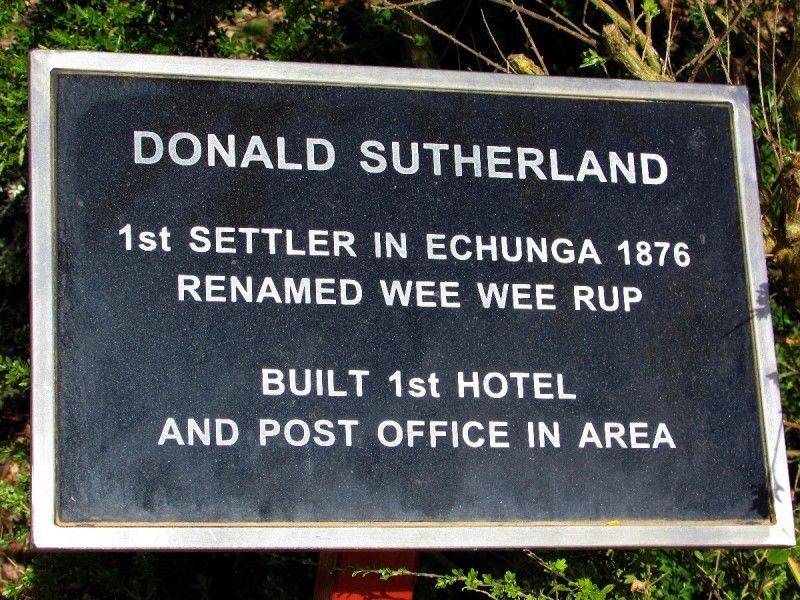 DONALD SUTHERLAND
1st SETTLER IN ECHUNGA 1876
RENAMED WEE WEE RUP
BUILT 1st HOTEL
AND POST OFFICE IN AREA